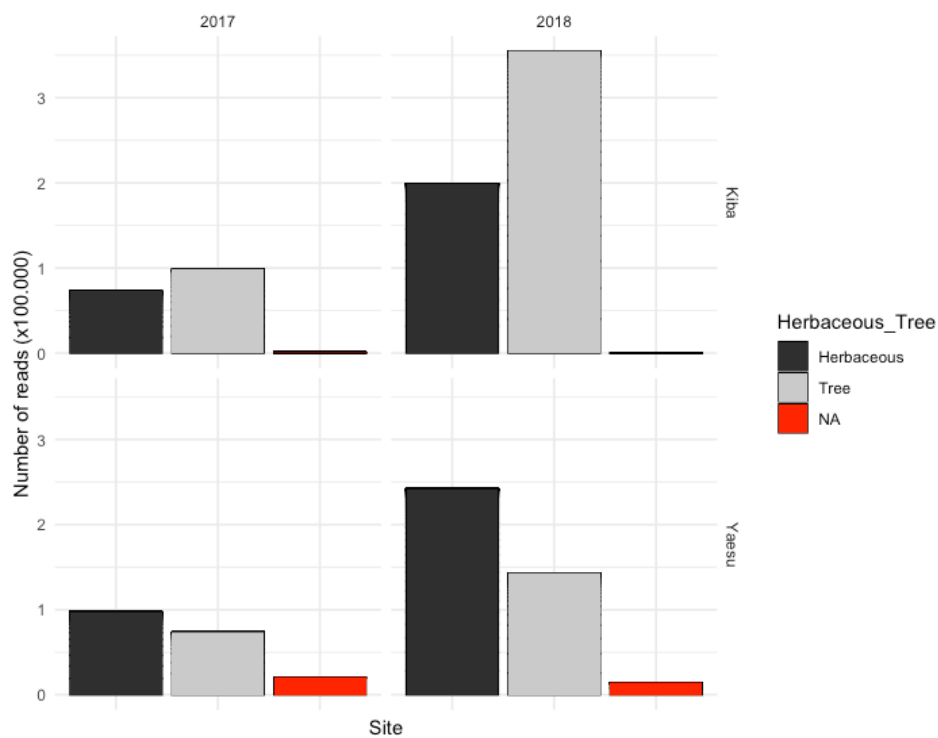 2017
2018
3
2
1
0
Kiba
3
2
1
0
Yaesu
Number of reads (x100.000)
Site
Herbaceous_Tree
Herbaceous
Tree
NA